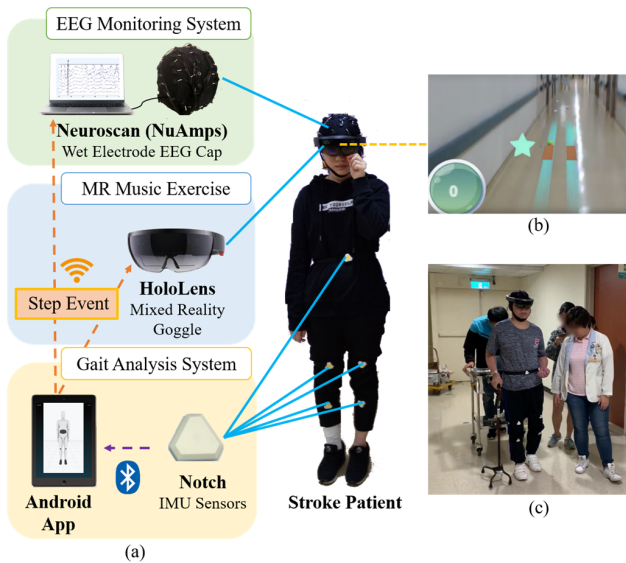 EEG Monitoring System
Neuroscan (NuAmps)
Wet Electrode EEG Cap
MR Music Exercise
HoloLens
Mixed Reality
Goggle
Step Event
Gait Analysis System
Android
App
Notch
IMU Sensors
Stroke Patient
(a)
0
(b)
(c)